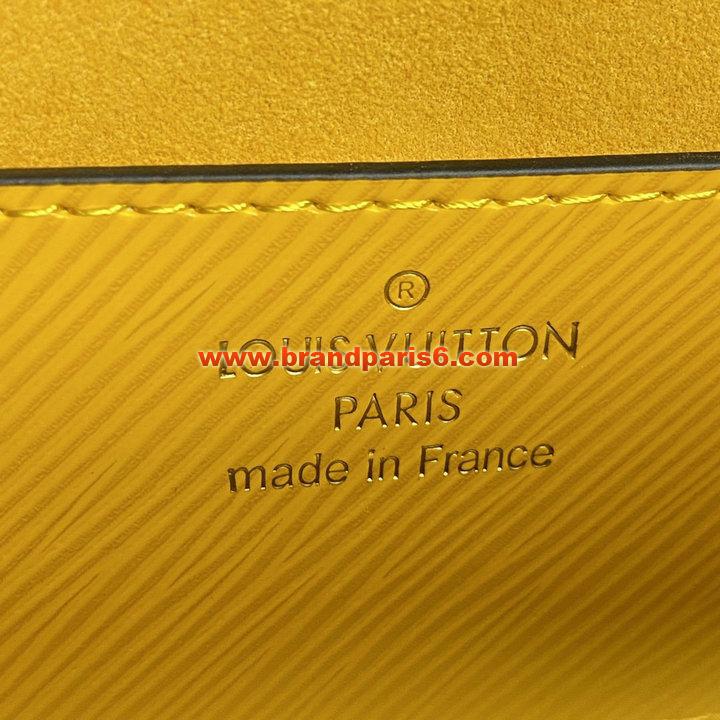 ®
LOUIS VUITTON
www.brandparis6.com
PARIS
made in France